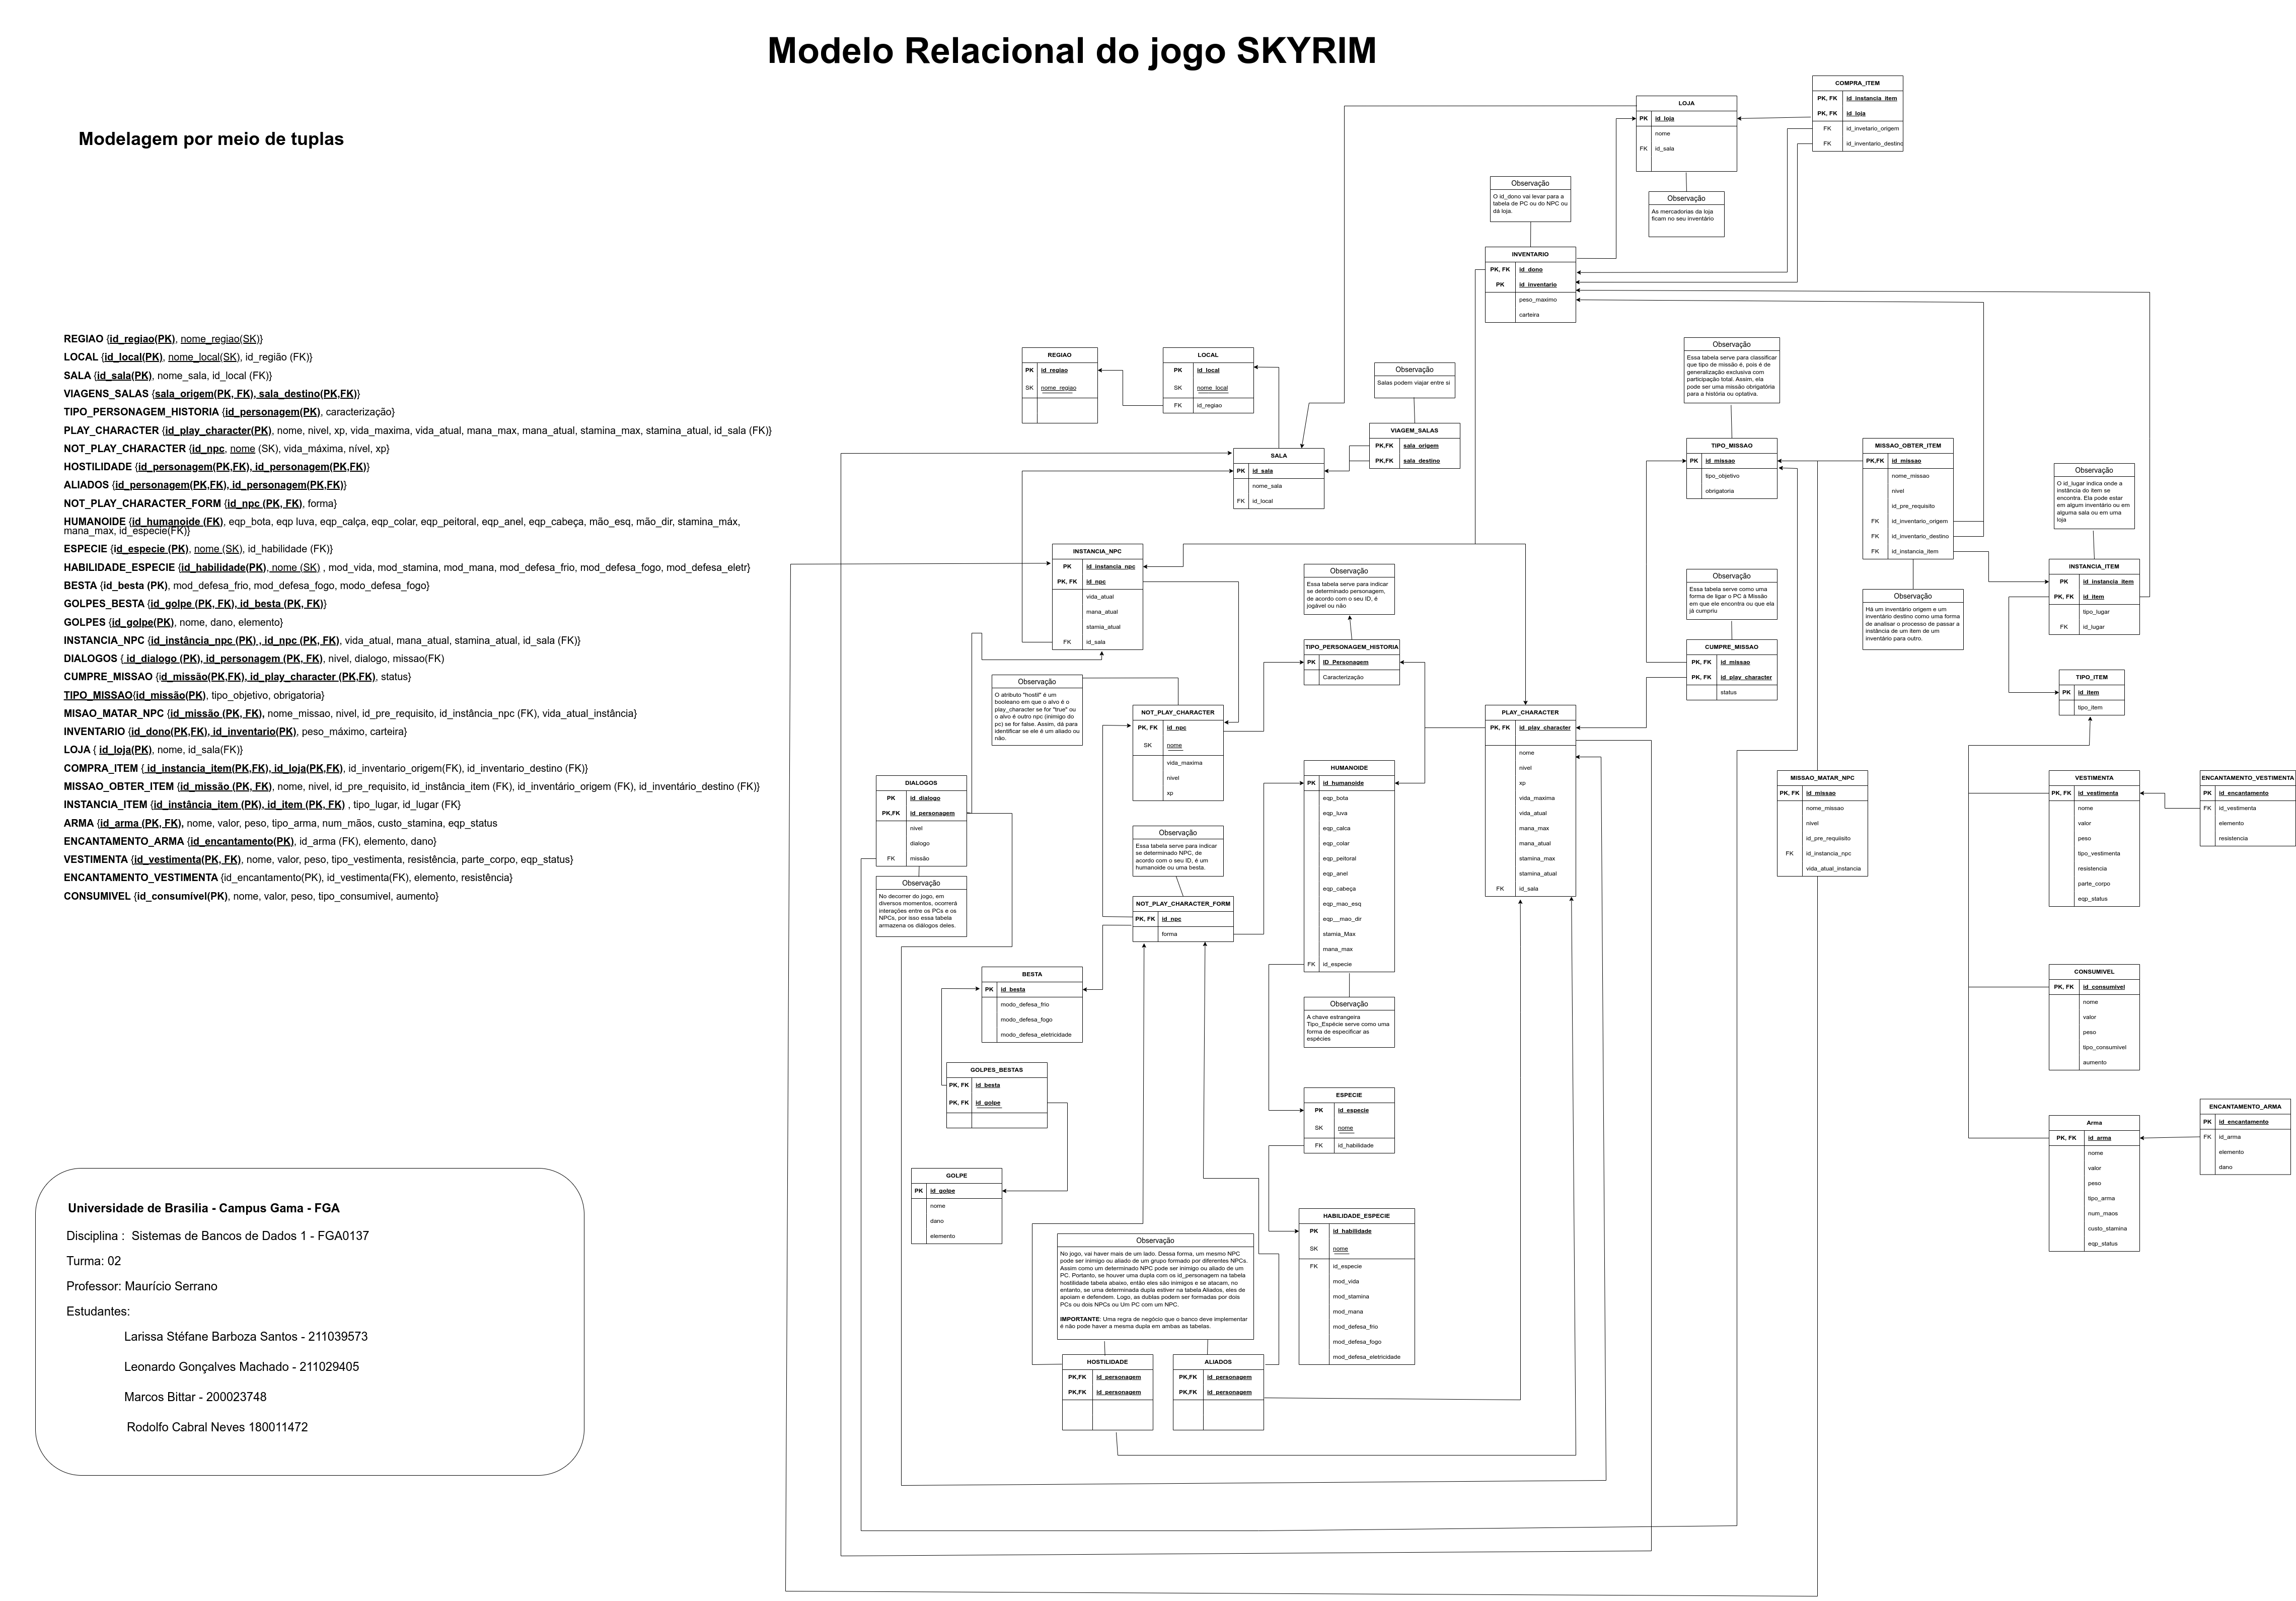 Modelo Relacional do jogo SKYRIM
Modelagem por meio de tuplas
REGIAO {id_regiao(PK), nome_regiao(SK)}
LOCAL {id_local(PK), nome_local(SK), id_região (FK)}
SALA {id_sala(PK), nome_sala, id_local (FK)}
VIAGENS_SALAS {sala_origem(PK, FK), sala_destino(PK,FK)}
TIPO_PERSONAGEM_HISTORIA {id_personagem(PK), caracterização}
PLAY_CHARACTER {id_play_character(PK), nome, nivel, xp, vida_maxima, vida_atual, mana_max, mana_atual, stamina_max, stamina_atual, id_sala (FK)}
NOT_PLAY_CHARACTER {id_npc, nome (SK), vida_máxima, nível, xp}
HOSTILIDADE {id_personagem(PK,FK), id_personagem(PK,FK)}
ALIADOS {id_personagem(PK,FK), id_personagem(PK,FK)}
NOT_PLAY_CHARACTER_FORM {id_npc (PK, FK), forma}
HUMANOIDE {id_humanoide (FK), eqp_bota, eqp luva, eqp_calça, eqp_colar, eqp_peitoral, eqp_anel, eqp_cabeça, mão_esq, mão_dir, stamina_máx,
mana_max, id_especie(FK)}
ESPECIE {id_especie (PK), nome (SK), id_habilidade (FK)}
HABILIDADE_ESPECIE {id_habilidade(PK), nome (SK) , mod_vida, mod_stamina, mod_mana, mod_defesa_frio, mod_defesa_fogo, mod_defesa_eletr}
BESTA {id_besta (PK), mod_defesa_frio, mod_defesa_fogo, modo_defesa_fogo}
GOLPES_BESTA {id_golpe (PK, FK), id_besta (PK, FK)}
GOLPES {id_golpe(PK), nome, dano, elemento}
INSTANCIA_NPC {id_instância_npc (PK) , id_npc (PK, FK), vida_atual, mana_atual, stamina_atual, id_sala (FK)}
DIALOGOS { id_dialogo (PK), id_personagem (PK, FK), nivel, dialogo, missao(FK)
CUMPRE_MISSAO {id_missão(PK,FK), id_play_character (PK,FK), status}
TIPO_MISSAO{id_missão(PK), tipo_objetivo, obrigatoria}
MISAO_MATAR_NPC {id_missão (PK, FK), nome_missao, nivel, id_pre_requisito, id_instância_npc (FK), vida_atual_instância}
INVENTARIO {id_dono(PK,FK), id_inventario(PK), peso_máximo, carteira}
LOJA { id_loja(PK), nome, id_sala(FK)}
COMPRA_ITEM { id_instancia_item(PK,FK), id_loja(PK,FK), id_inventario_origem(FK), id_inventario_destino (FK)}
MISSAO_OBTER_ITEM {id_missão (PK, FK), nome, nivel, id_pre_requisito, id_instância_item (FK), id_inventário_origem (FK), id_inventário_destino (FK)}
INSTANCIA_ITEM {id_instância_item (PK), id_item (PK, FK) , tipo_lugar, id_lugar (FK}
ARMA {id_arma (PK, FK), nome, valor, peso, tipo_arma, num_mãos, custo_stamina, eqp_status
ENCANTAMENTO_ARMA {id_encantamento(PK), id_arma (FK), elemento, dano}
VESTIMENTA {id_vestimenta(PK, FK), nome, valor, peso, tipo_vestimenta, resistência, parte_corpo, eqp_status}
ENCANTAMENTO_VESTIMENTA {id_encantamento(PK), id_vestimenta(FK), elemento, resistência}
CONSUMIVEL {id_consumível(PK), nome, valor, peso, tipo_consumivel, aumento}
Universidade de Brasilia - Campus Gama - FGA
Disciplina : Sistemas de Bancos de Dados 1 - FGA0137
Turma: 02
Professor: Maurício Serrano
Estudantes:
Larissa Stéfane Barboza Santos - 211039573
Leonardo Gonçalves Machado - 211029405
Marcos Bittar - 200023748
Rodolfo Cabral Neves 180011472
COMPRA_ITEM
PK, FK id_instancia_item
PK, FK id_loja
FK id_invetario_origem
FK id_inventario_destino
LOJA
PK id_loja
nome
FK id_sala
Observação
As mercadorias da loja
ficam no seu inventário
Observação
O id_dono vai levar para a
tabela de PC ou do NPC ou
dá loja.
INVENTARIO
PK, FK id_dono
PK id_inventario
peso_maximo
carteira
REGIAO
PK id_regiao
SK nome_regiao
LOCAL
PK id_local
SK nome_local
FK id_regiao
Observação
Salas podem viajar entre si
VIAGEM_SALAS
PK,FK sala_origem
PK,FK sala_destino
SALA
PK id_sala
nome_sala
FK id_local
Observação
Essa tabela serve para classificar
que tipo de missão é, pois é de
generalização exclusiva com
participação total. Assim, ela
pode ser uma missão obrigatória
para a história ou optativa.
TIPO_MISSAO
PK id_missao
tipo_objetivo
obrigatoria
MISSAO_OBTER_ITEM
PK,FK id_missao
nome_missao
nivel
id_pre_requisito
FK id_inventario_origem
FK id_inventario_destino
FK id_instancia_item
Observação
Há um inventário origem e um
inventário destino como uma forma
de analisar o processo de passar a
instância de um item de um
inventário para outro.
Observação
O id_lugar indica onde a
instância do item se
encontra. Ela pode estar
em algum inventário ou em
alguma sala ou em uma
loja
INSTANCIA_ITEM
PK id_instancia_item
PK, FK id_item
tipo_lugar
FK id_lugar
TIPO_ITEM
PK id_item
tipo_item
INSTANCIA_NPC
PK id_instancia_npc
PK, FK id_npc
vida_atual
mana_atual
stamia_atual
FK id_sala
Observação
Essa tabela serve para indicar
se determinado personagem,
de acordo com o seu ID, é
jogável ou não
TIPO_PERSONAGEM_HISTORIA
PK ID_Personagem
Caracterização
Observação
Essa tabela serve como uma
forma de ligar o PC à Missão
em que ele encontra ou que ela
já cumpriu
CUMPRE_MISSAO
PK, FK id_missao
PK, FK id_play_character
status
Observação
O atributo "hostil" é um
booleano em que o alvo é o
play_character se for "true" ou
o alvo é outro npc (inimigo do
pc) se for false. Assim, dá para
identificar se ele é um aliado ou
não.
NOT_PLAY_CHARACTER
PK, FK id_npc
SK nome
vida_maxima
nivel
xp
PLAY_CHARACTER
PK, FK id_play_character
nome
nivel
xp
vida_maxima
vida_atual
mana_max
mana_atual
stamina_max
stamina_atual
FK id_sala
HUMANOIDE
PK id_humanoide
eqp_bota
eqp_luva
eqp_calca
eqp_colar
eqp_peitoral
eqp_anel
eqp_cabeça
eqp_mao_esq
eqp__mao_dir
stamia_Max
mana_max
FK id_especie
Observação
A chave estrangeira
Tipo_Espécie serve como uma
forma de especificar as
espécies
DIALOGOS
PK id_dialogo
PK,FK id_personagem
nivel
dialogo
FK missão
Observação
No decorrer do jogo, em
diversos momentos, ocorrerá
interações entre os PCs e os
NPCs, por isso essa tabela
armazena os diálogos deles.
Observação
Essa tabela serve para indicar
se determinado NPC, de
acordo com o seu ID, é um
humanoide ou uma besta.
NOT_PLAY_CHARACTER_FORM
PK, FK id_npc
forma
MISSAO_MATAR_NPC
PK, FK id_missao
nome_missao
nivel
id_pre_requiisito
FK id_instancia_npc
vida_atual_instancia
VESTIMENTA
PK, FK id_vestimenta
nome
valor
peso
tipo_vestimenta
resistencia
parte_corpo
eqp_status
ENCANTAMENTO_VESTIMENTA
PK id_encantamento
FK id_vestimenta
elemento
resistencia
BESTA
PK id_besta
modo_defesa_frio
modo_defesa_fogo
modo_defesa_eletricidade
CONSUMIVEL
PK, FK id_consumivel
nome
valor
peso
tipo_consumivel
aumento
GOLPES_BESTAS
PK, FK id_besta
PK, FK id_golpe
ESPECIE
PK id_especie
SK nome
FK id_habilidade
Arma
PK, FK id_arma
nome
valor
peso
tipo_arma
num_maos
custo_stamina
eqp_status
ENCANTAMENTO_ARMA
PK id_encantamento
FK id_arma
elemento
dano
GOLPE
PK id_golpe
nome
dano
elemento
HABILIDADE_ESPECIE
PK id_habilidade
SK nome
FK id_especie
mod_vida
mod_stamina
mod_mana
mod_defesa_frio
mod_defesa_fogo
mod_defesa_eletricidade
Observação
No jogo, vai haver mais de um lado. Dessa forma, um mesmo NPC
pode ser inimigo ou aliado de um grupo formado por diferentes NPCs.
Assim como um determinado NPC pode ser inimigo ou aliado de um
PC. Portanto, se houver uma dupla com os id_personagem na tabela
hostilidade tabela abaixo, então eles são inimigos e se atacam, no
entanto, se uma determinada dupla estiver na tabela Aliados, eles de
apoiam e defendem. Logo, as dublas podem ser formadas por dois
PCs ou dois NPCs ou Um PC com um NPC.
IMPORTANTE: Uma regra de negócio que o banco deve implementar
é não pode haver a mesma dupla em ambas as tabelas.
HOSTILIDADE
PK,FK id_personagem
PK,FK id_personagem
ALIADOS
PK,FK id_personagem
PK,FK id_personagem